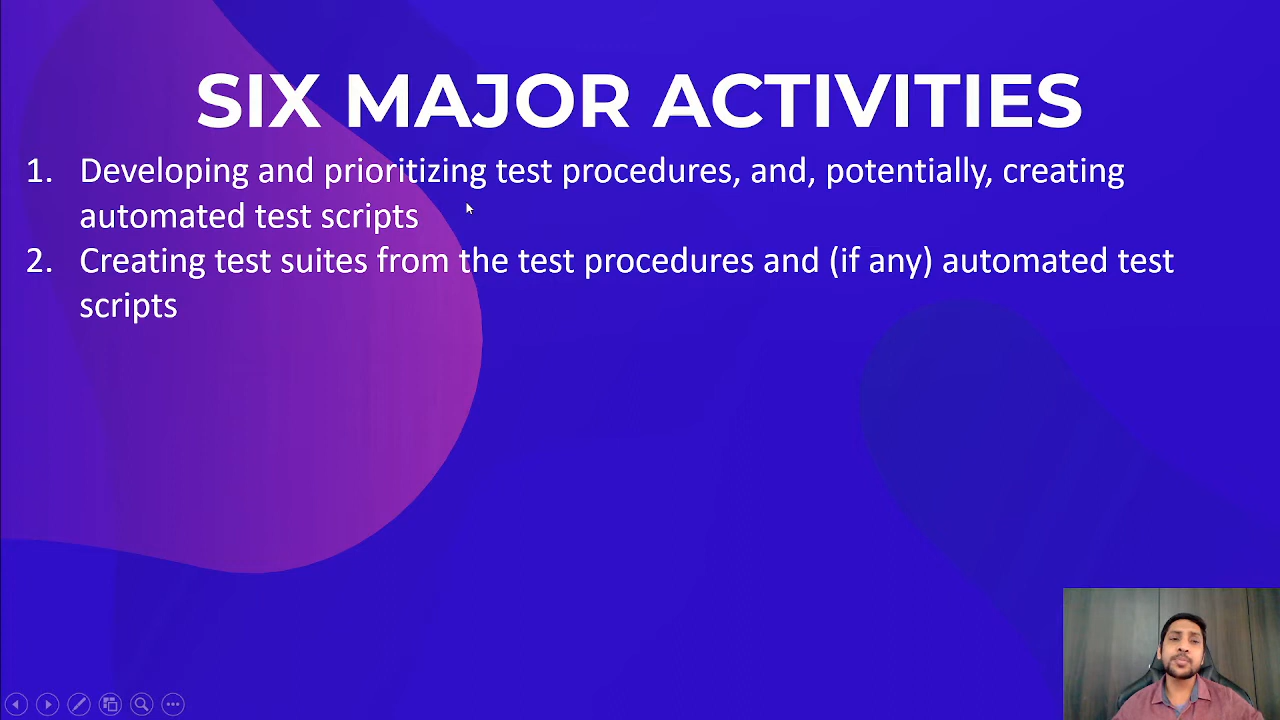 SIX MAJOR ACTIVITIES
1. Developing and prioritizing test procedures, and, potentially, creating
automated test scripts
2. Creating test suites from the test procedures and (if any) automated test
scripts